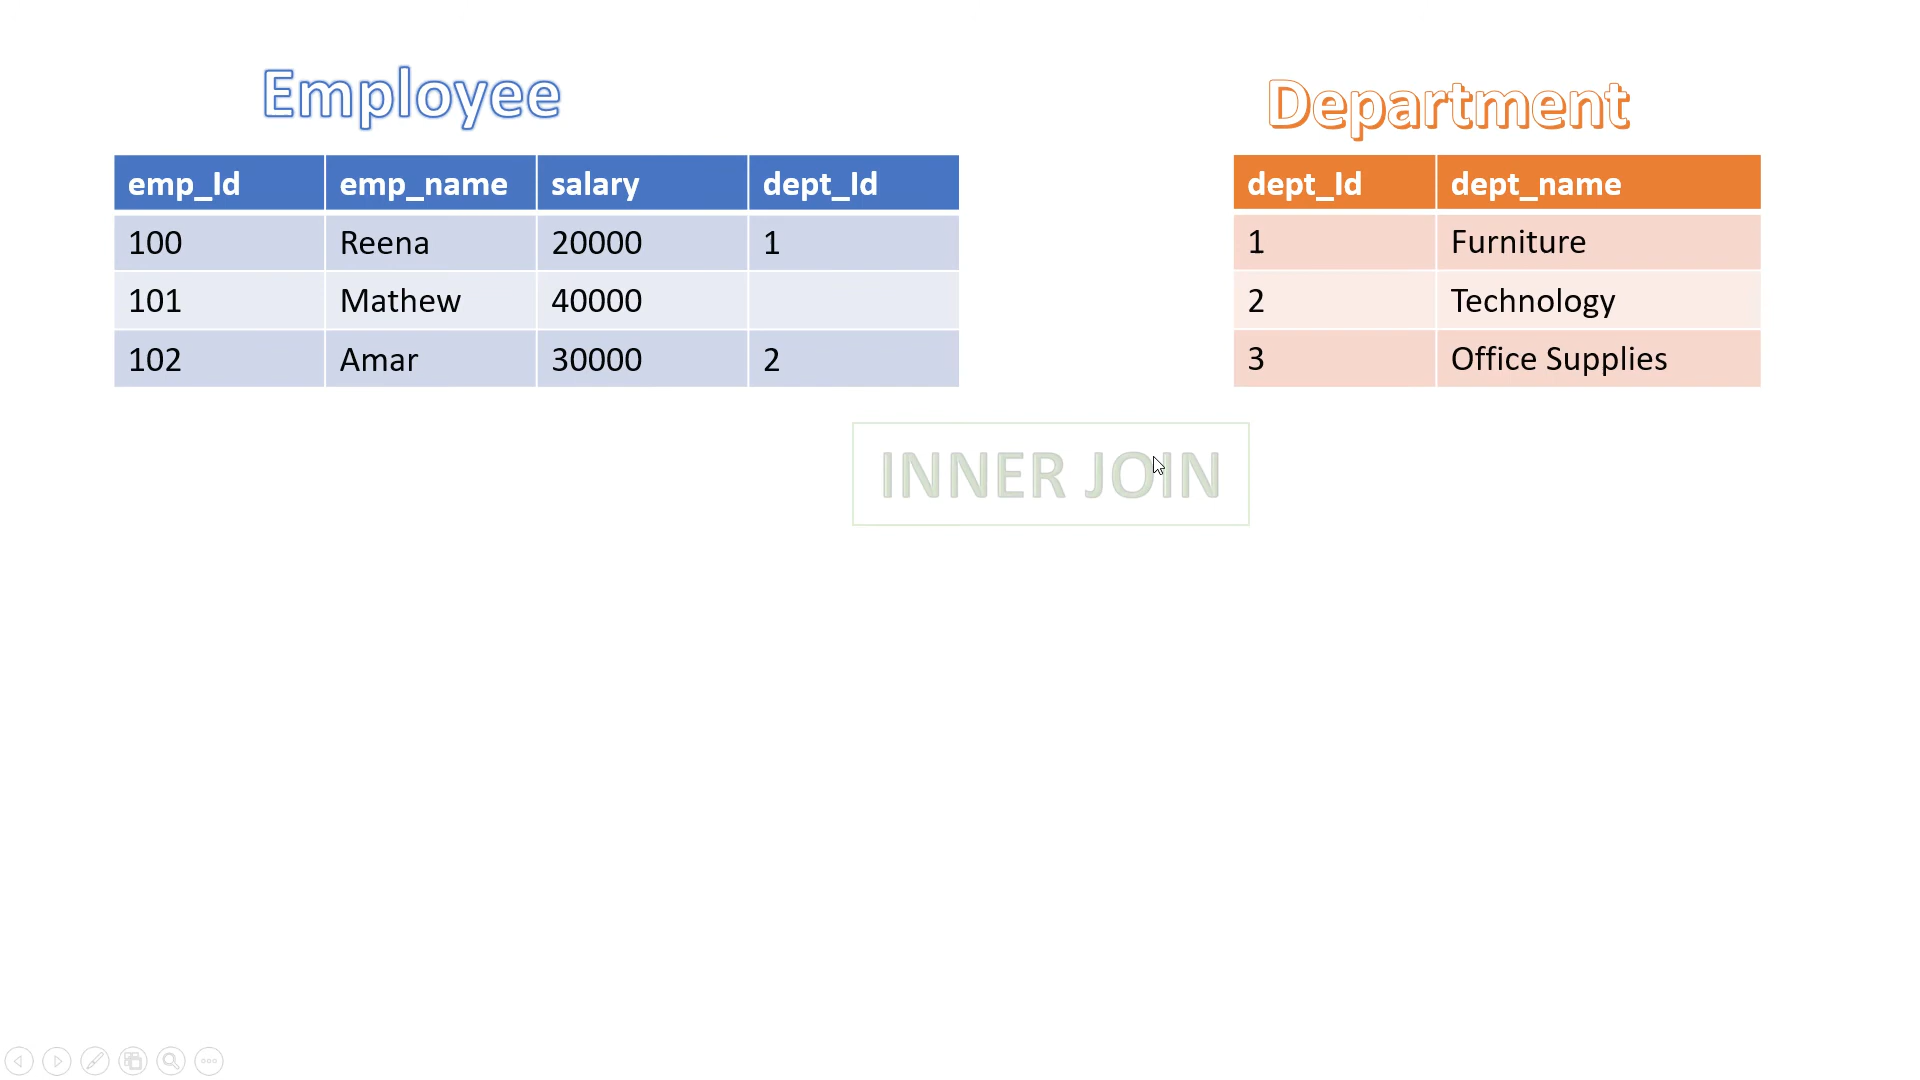 Employee
Department
emp_Id emp_name salary dept_Id
100 Reena 20000 1
101 Mathew 40000
102 Amar 30000 2
dept_Id dept_name
1 Furniture
2 Technology
3 Office Supplies
INNER JOIN